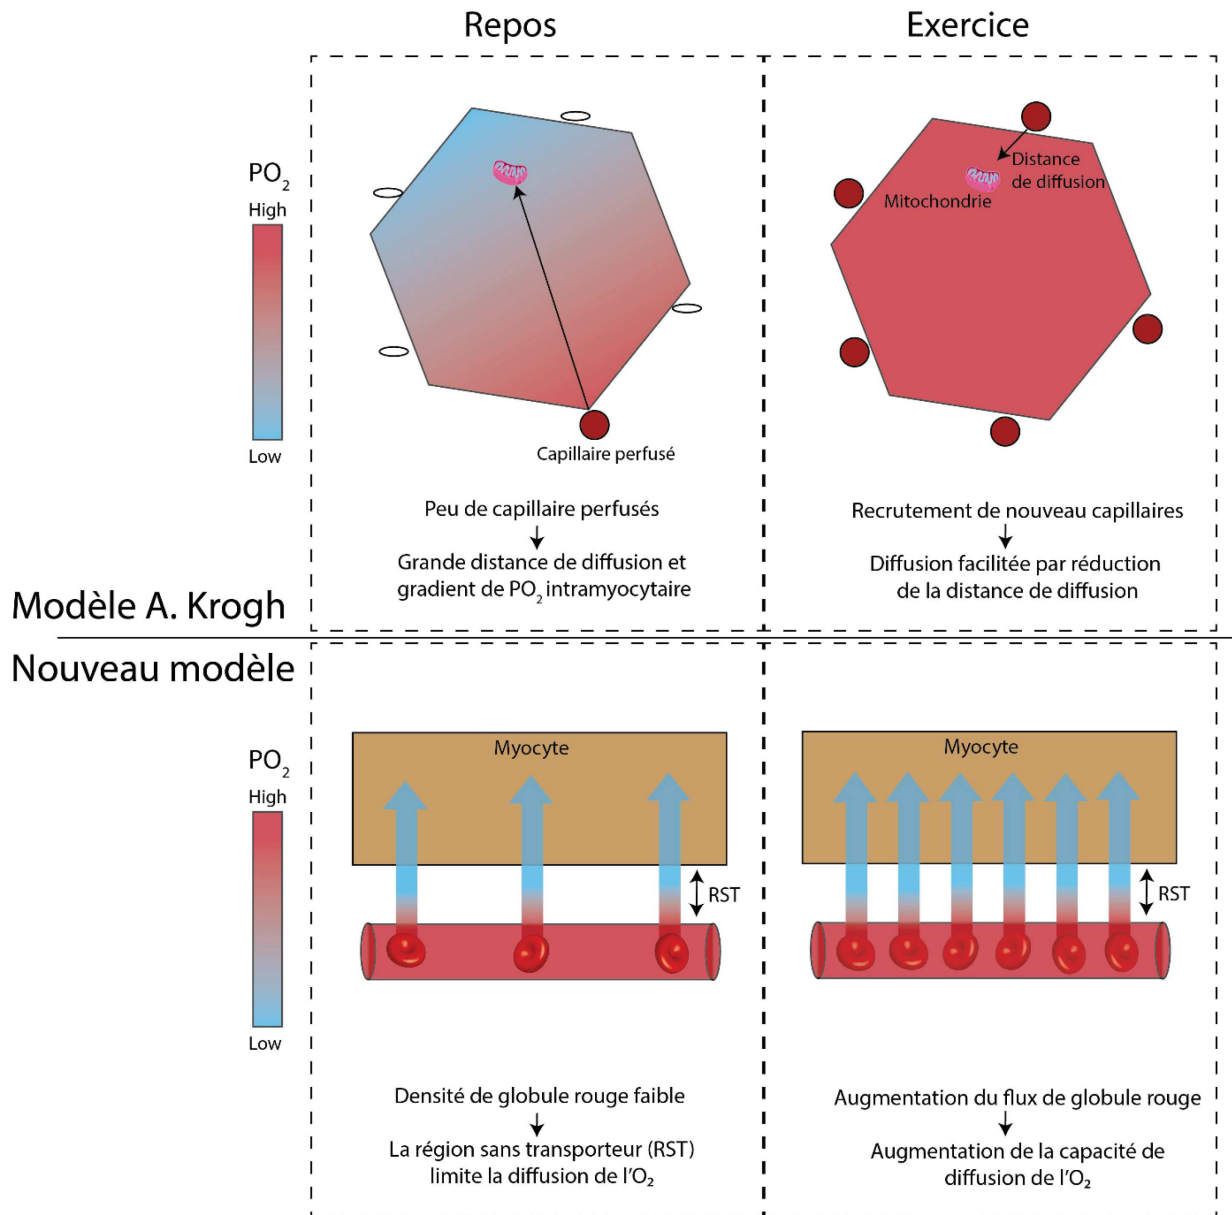 Repos
Exercice
PO₂
High
Low
Capillaire perfusé
Distance
de diffusion
Mitochondrie
Peu de capillaire perfusés
Grande distance de diffusion et
gradient de PO₂ intramyocytaire
Recrutement de nouveau capillaires
Diffusion facilitée par réduction
de la distance de diffusion
Modèle A. Krogh
Nouveau modèle
PO₂
High
Low
Myocyte
RST
Myocyte
RST
Densité de globule rouge faible
La région sans transporteur (RST)
limite la diffusion de l'O₂
Augmentation du flux de globule rouge
Augmentation de la capacité de
diffusion de l'O₂